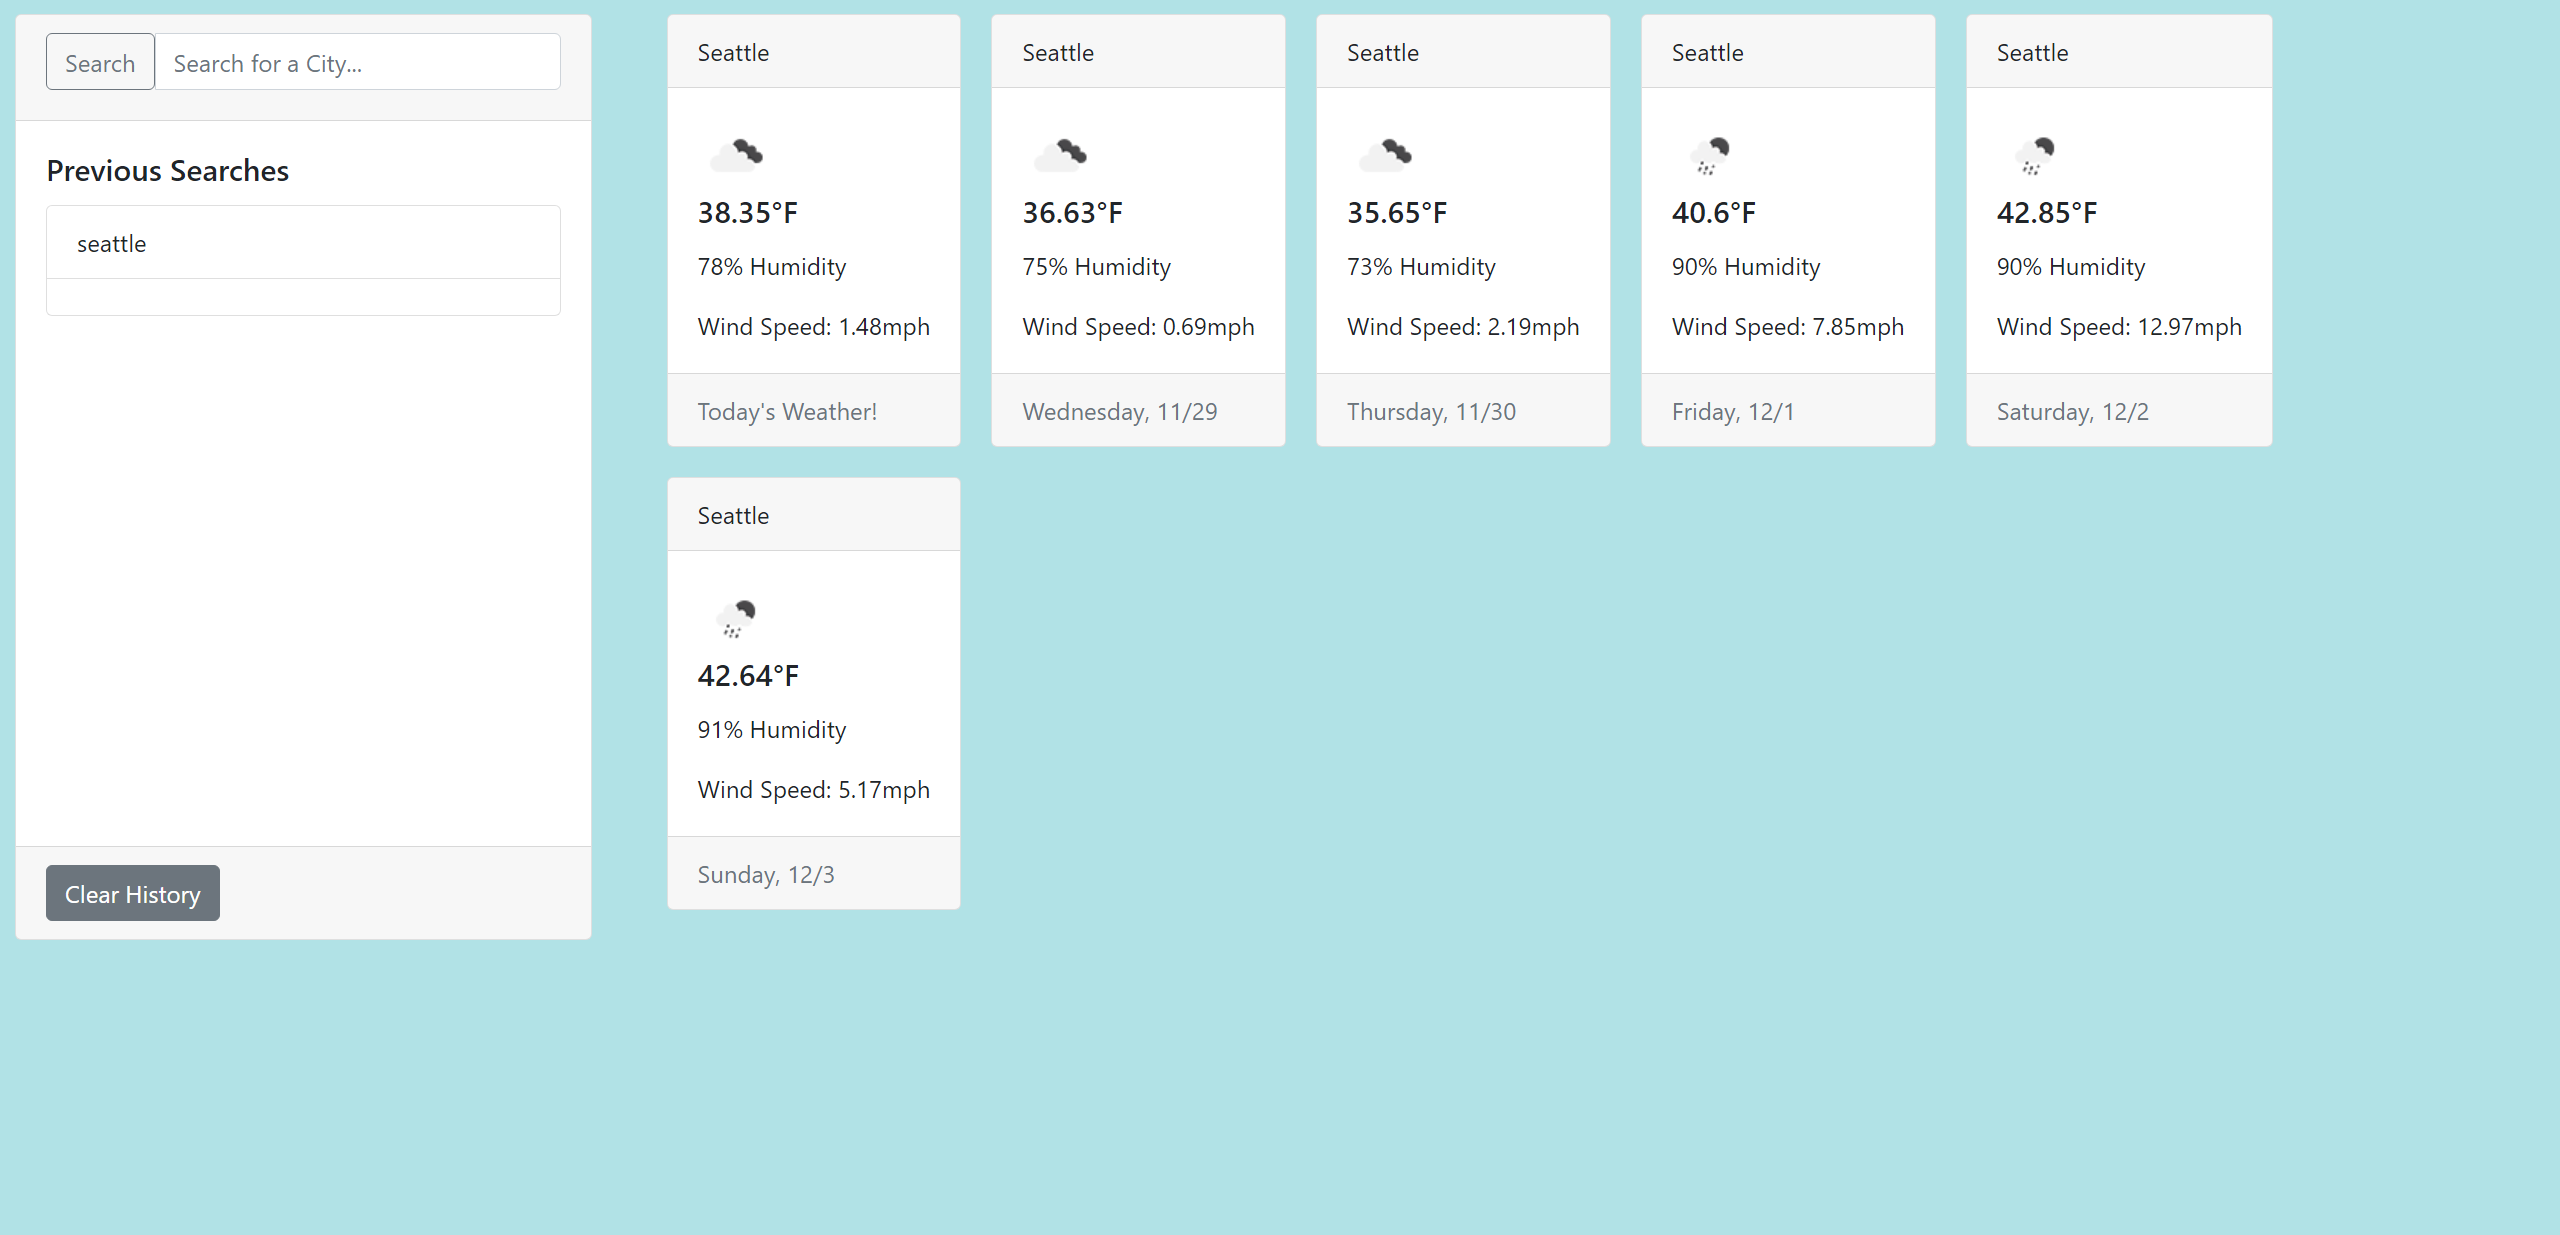 Search
Search for a City...
Previous Searches
seattle
Clear History
Seattle
38.35°F
78% Humidity
Wind Speed: 1.48mph
Today's Weather!
Seattle
36.63°F
75% Humidity
Wind Speed: 0.69mph
Wednesday, 11/29
Seattle
35.65°F
73% Humidity
Wind Speed: 2.19mph
Thursday, 11/30
Seattle
40.6°F
90% Humidity
Wind Speed: 7.85mph
Friday, 12/1
Seattle
42.85°F
90% Humidity
Wind Speed: 12.97mph
Saturday, 12/2
Seattle
42.64°F
91% Humidity
Wind Speed: 5.17mph
Sunday, 12/3